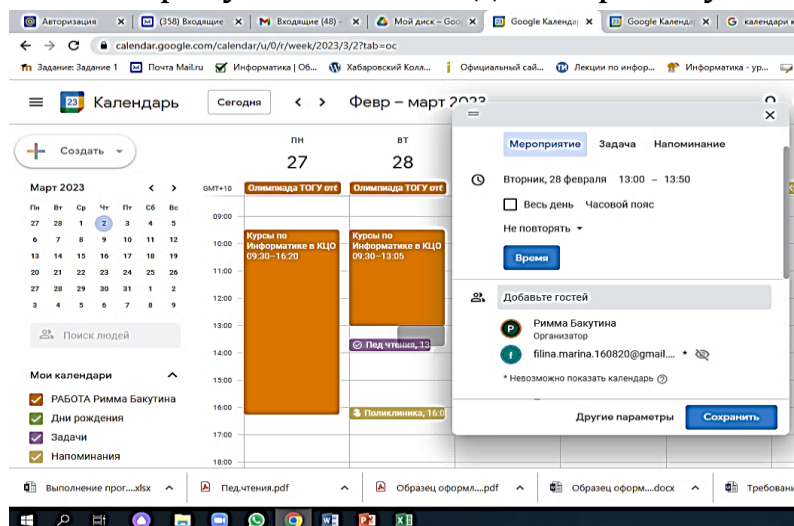 Авторизация
(358) Входящие -
Входящие (48) -
Мой диск – Goo
Google Календа
Google Календа
календари к
calendar.google.com/calendar/u/0/r/week/2023/3/2?tab=oc
Задание: Задание 1
Почта Mail.ru
Информатика | Об...
Хабаровский Колл...
Официальный сай...
Лекции по инфор...
Информатика - ур...
23 Календарь
Сегодня
Февр – март 2023
Создать
Март 2023
Пн Вт Ср Чт Пт Сб Вс
27 28 1 2 3 4 5
6 7 8 9 10 11 12
13 14 15 16 17 18 19
20 21 22 23 24 25 26
27 28 29 30 31 1 2
3 4 5 6 7 8 9
Поиск людей
Мои календари
РАБОТА Римма Бакутина
Дни рождения
Задачи
Напоминания
ПН ВТ
27 28
GMT+10
Олимпиада ТОГУ отб
Олимпиада ТОГУ отб
09:00
10:00
11:00
12:00
13:00
14:00
15:00
16:00
17:00
18:00
Курсы по
Информатике в КЦО
09:30–16:20
Курсы по
Информатике в КЦО
09:30–13:05
Пед чтения, 13
Поликлиника, 16:0
Мероприятие Задача Напоминание
Вторник, 28 февраля 13:00 – 13:50
Весь день Часовой пояс
Не повторять
Время
Добавьте гостей
Р Римма Бакутина
Организатор
f filina.marina.160820@gmail.... *
* Невозможно показать календарь
Другие параметры Сохранить
Выполнение прог....xlsx
Пед.чтения.pdf
Образец оформл....pdf
Образец оформ....docx
Требовани